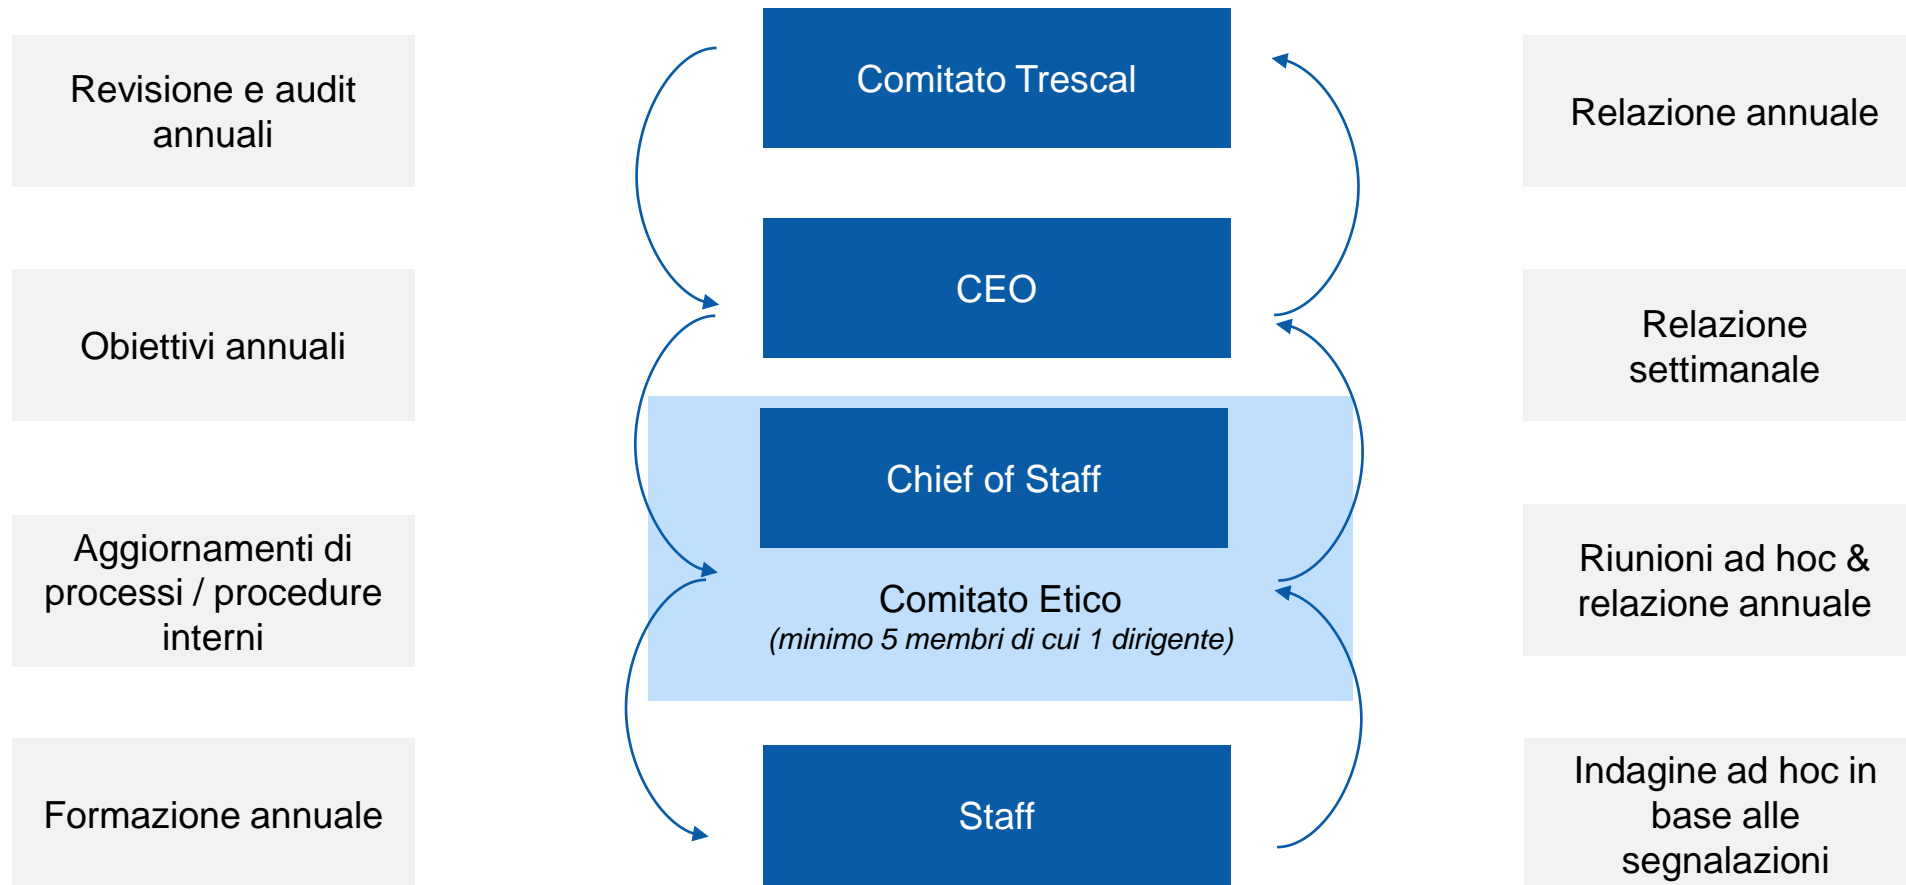 Revisione e audit
annuali
Comitato Trescal
Relazione annuale
Obiettivi annuali
CEO
Relazione
settimanale
Chief of Staff
Aggiornamenti di
processi / procedure
interni
Comitato Etico
(minimo 5 membri di cui 1 dirigente)
Riunioni ad hoc &
relazione annuale
Formazione annuale
Staff
Indagine ad hoc in
base alle
segnalazioni